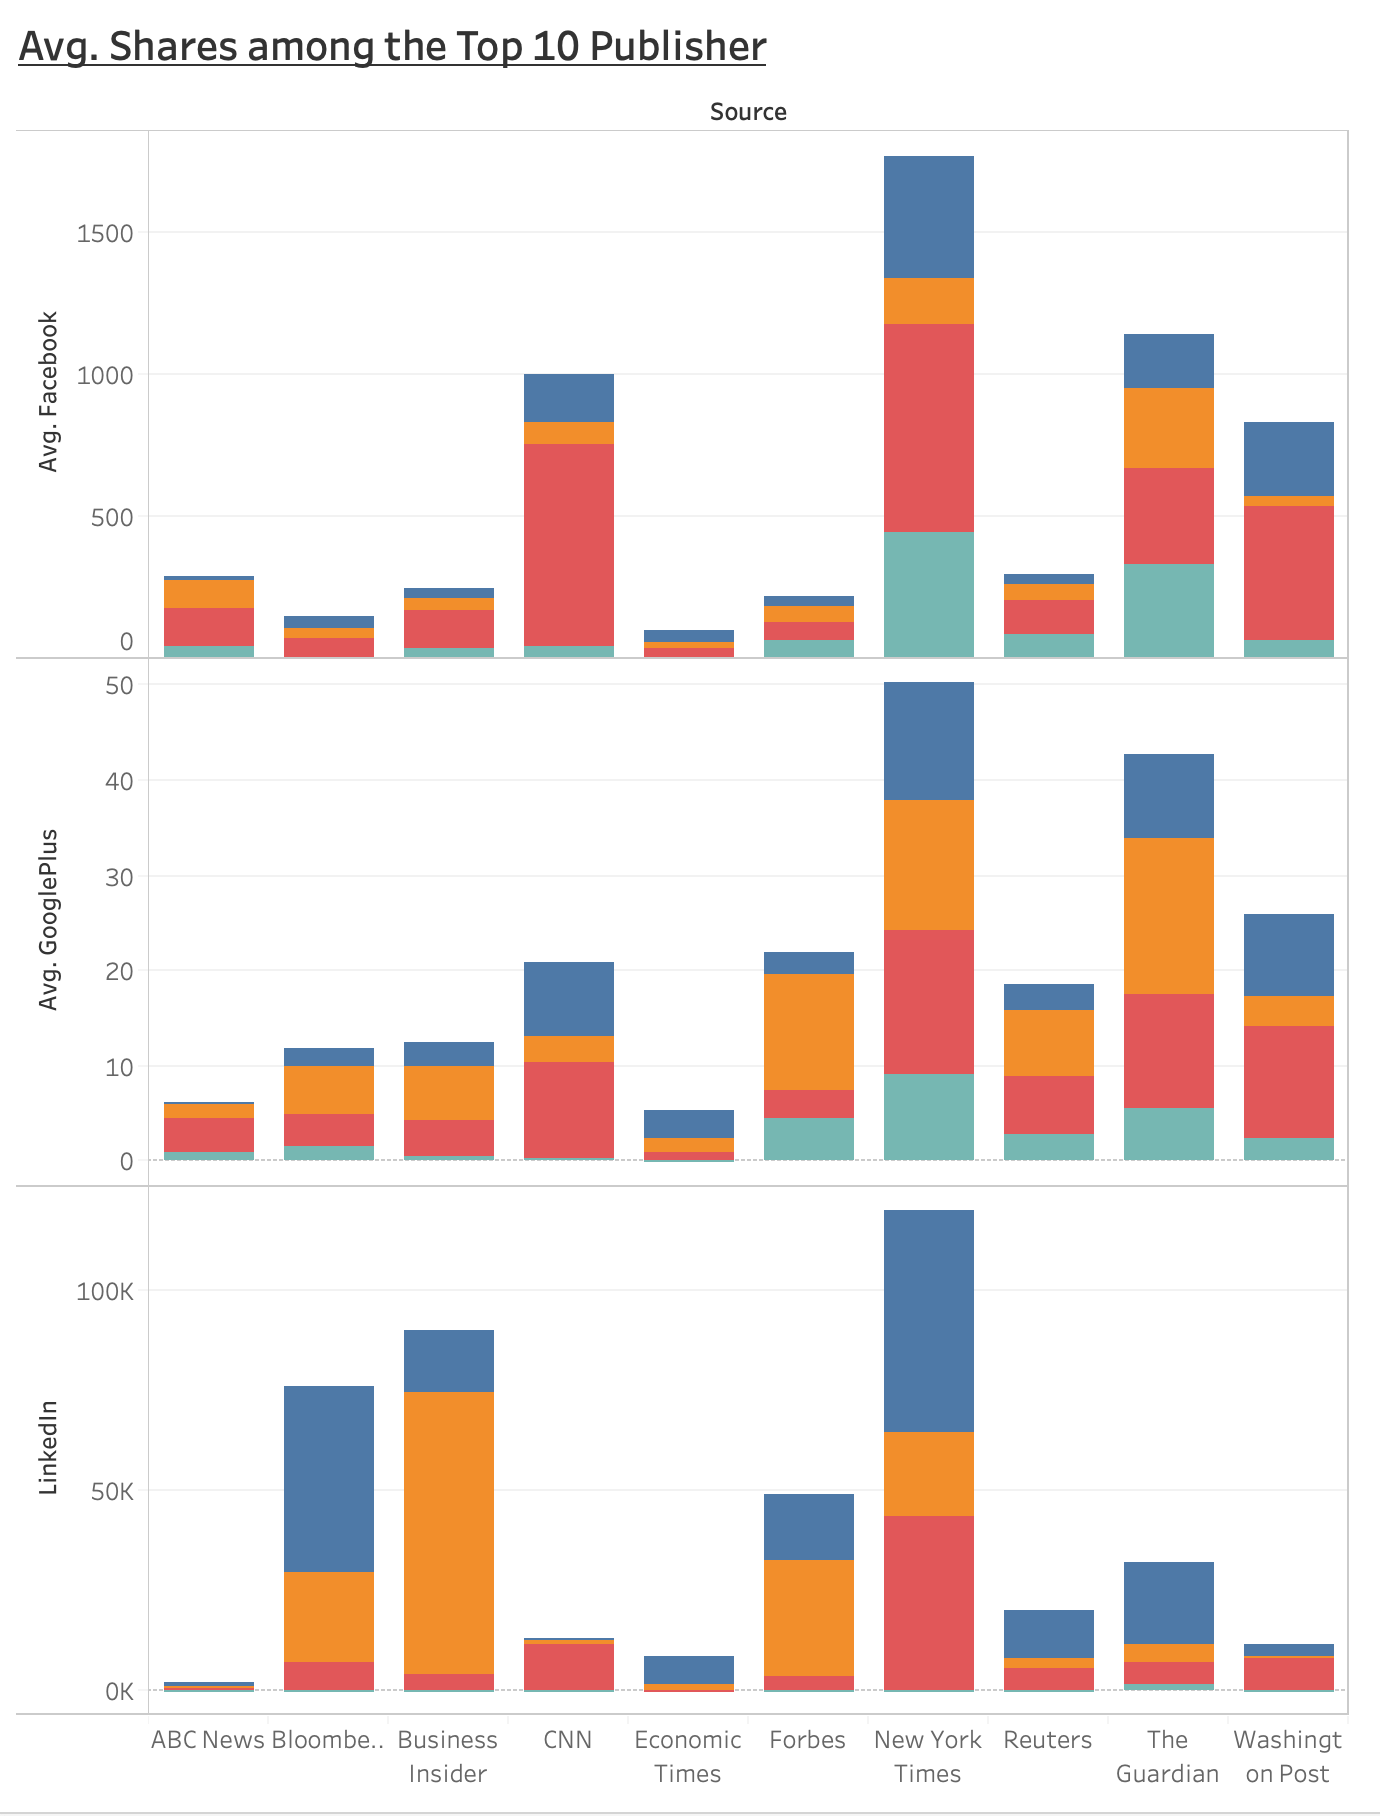 Avg. Shares among the Top 10 Publisher
Source
Avg. Facebook
1500
1000
500
0
Avg. GooglePlus
50
40
30
20
10
0
LinkedIn
100K
50K
0K
ABC News Bloombe.. Business CNN Economic Forbes New York Reuters The Washingt
Insider Times Times Guardian on Post